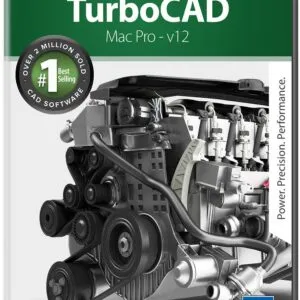 TurboCAD
Mac Pro - v12
OVER 2 MILLION SOLD
#1
Best
Selling
CAD SOFTWARE
Power. Precision. Performance.